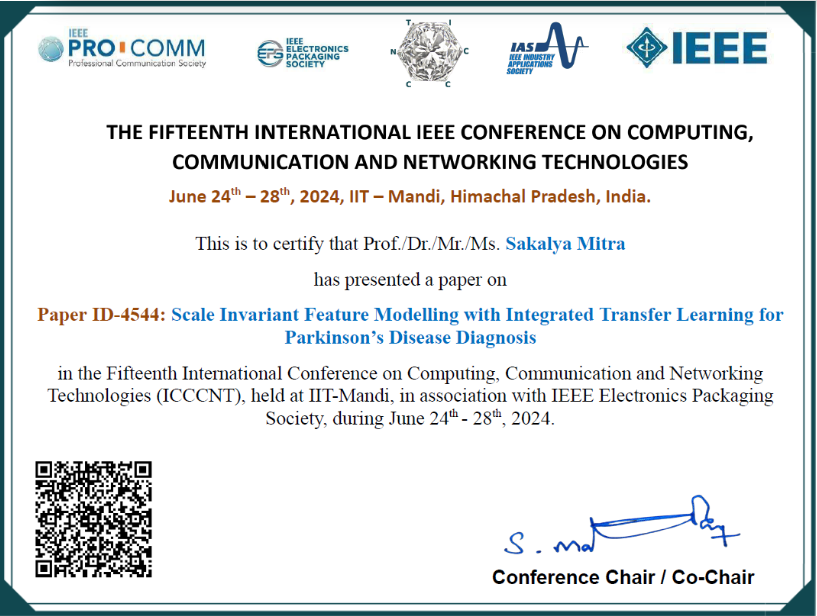 IEEE
PRO COMM
Professional Communication Society
EPS
IEEE
ELECTRONICS
PACKAGING
SOCIETY
T I
N C
C C
IAS
IEEE INDUSTRY
APPLICATIONS
SOCIETY
IEEE
THE FIFTEENTH INTERNATIONAL IEEE CONFERENCE ON COMPUTING,
COMMUNICATION AND NETWORKING TECHNOLOGIES
June 24th – 28th, 2024, IIT – Mandi, Himachal Pradesh, India.
This is to certify that Prof./Dr./Mr./Ms. Sakalya Mitra
has presented a paper on
Paper ID-4544: Scale Invariant Feature Modelling with Integrated Transfer Learning for
Parkinson’s Disease Diagnosis
in the Fifteenth International Conference on Computing, Communication and Networking
Technologies (ICCCNT), held at IIT-Mandi, in association with IEEE Electronics Packaging
Society, during June 24th - 28th, 2024.
Conference Chair / Co-Chair